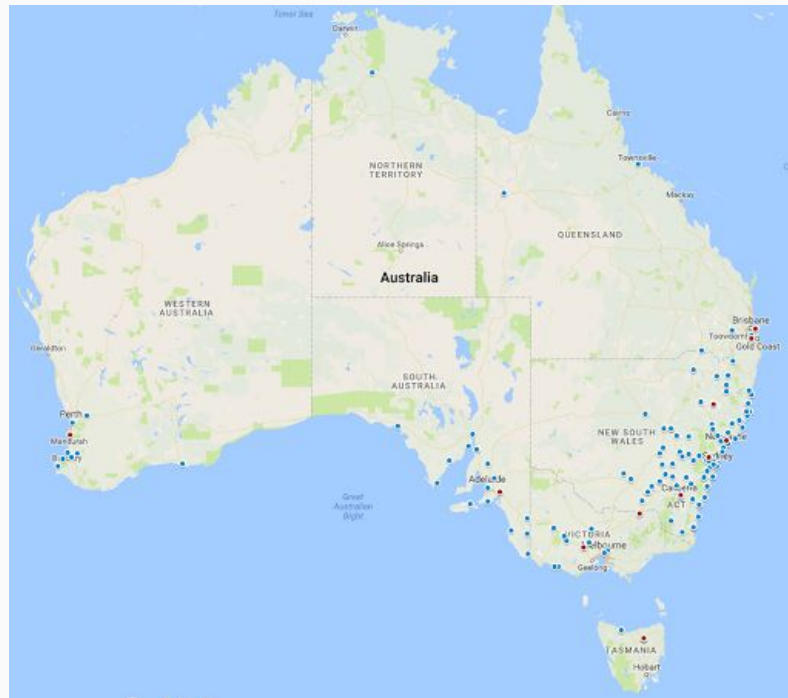 Timor Sea
Darwin
Cairns
NORTHERN
TERRITORY
Townsville
Mackay
QUEENSLAND
Alice Springs
Australia
WESTERN
AUSTRALIA
Brisbane
Gold Coast
Geraldton
SOUTH
AUSTRALIA
Perth
Mandurah
NEW SOUTH
WALES
Adelaide
Canberra
ACT
Great
Australian
Bight
VICTORIA
Melbourne
Geelong
TASMANIA
Hobart